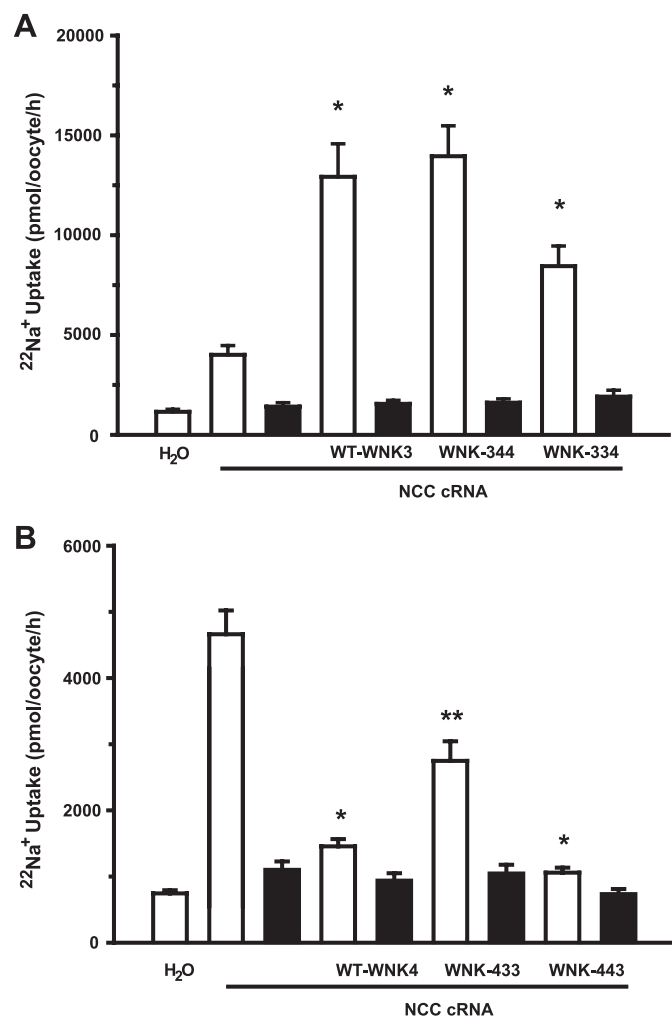 A
20000
15000
10000
5000
0
²²Na⁺ Uptake (pmol/oocyte/h)
*
*
*
H₂O
WT-WNK3
WNK-344
WNK-334
NCC cRNA
B
6000
4000
2000
0
²²Na⁺ Uptake (pmol/oocyte/h)
*
**
*
H₂O
WT-WNK4
WNK-433
WNK-443
NCC cRNA